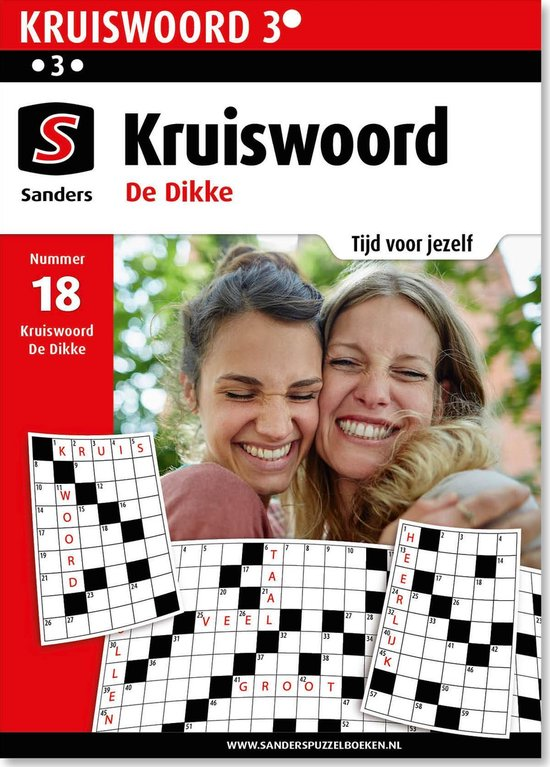 KRUISWOORD 3•
•3•
S
Sanders
Kruiswoord
De Dikke
Tijd voor jezelf
Nummer
18
Kruiswoord
De Dikke
KRUIS
WOORD
TAAL
VEEL
GROOT
HEERLIJK
WWW.SANDERSPUZZELBOEKEN.NL